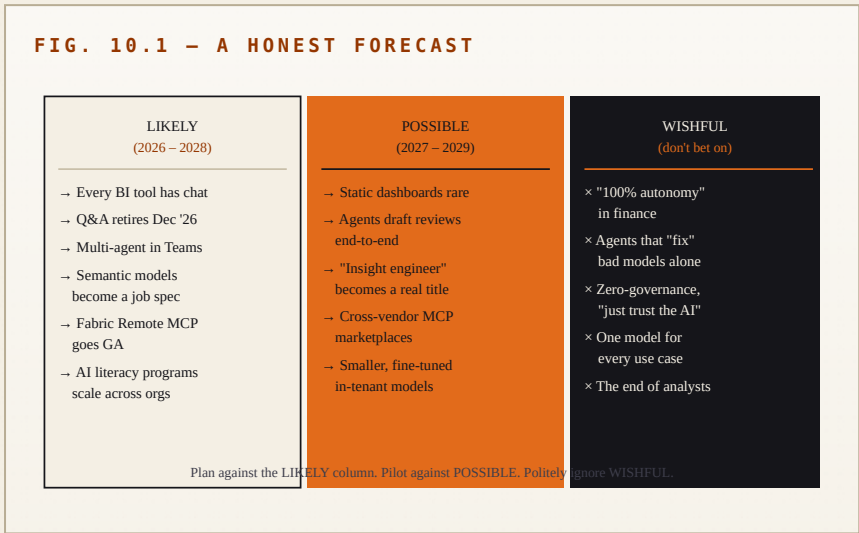 FIG. 10.1 — A HONEST FORECAST
LIKELY
(2026 – 2028)
→ Every BI tool has chat
→ Q&A retires Dec '26
→ Multi-agent in Teams
→ Semantic models
become a job spec
→ Fabric Remote MCP
goes GA
→ AI literacy programs
scale across orgs
POSSIBLE
(2027 – 2029)
→ Static dashboards rare
→ Agents draft reviews
end-to-end
→ "Insight engineer"
becomes a real title
→ Cross-vendor MCP
marketplaces
→ Smaller, fine-tuned
in-tenant models
WISHFUL
(don't bet on)
× "100% autonomy"
in finance
× Agents that "fix"
bad models alone
× Zero-governance,
"just trust the AI"
× One model for
every use case
× The end of analysts
Plan against the LIKELY column. Pilot against POSSIBLE. Politely ignore WISHFUL.